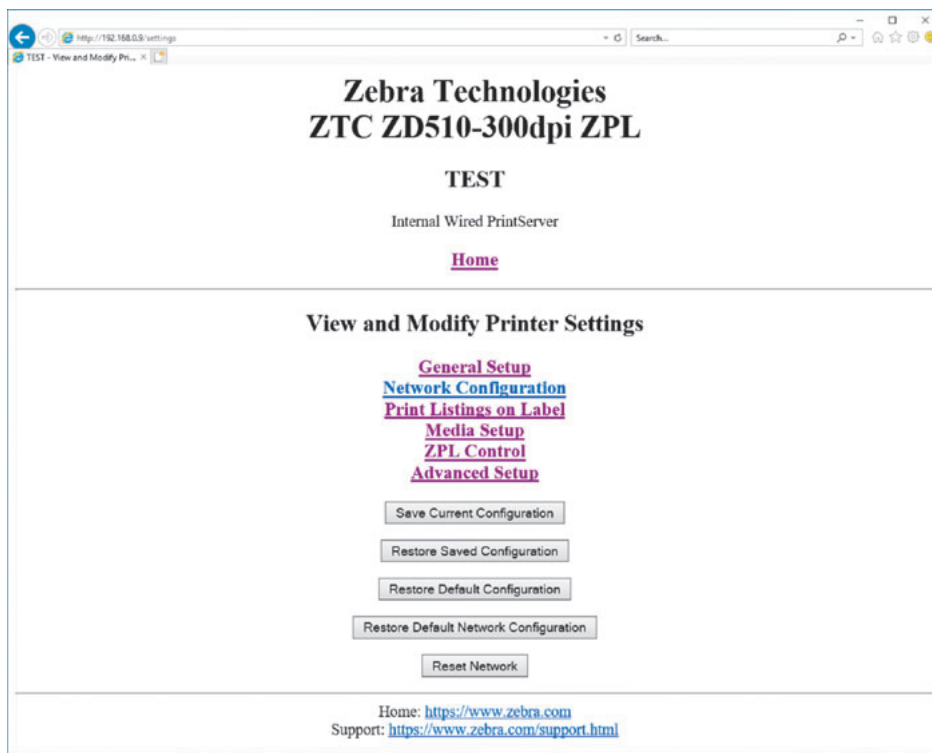 http://192.168.0.9/settings
Search...
TEST - View and Modify Pri...
Zebra Technologies
ZTC ZD510-300dpi ZPL
TEST
Internal Wired PrintServer
Home
View and Modify Printer Settings
General Setup
Network Configuration
Print Listings on Label
Media Setup
ZPL Control
Advanced Setup
Save Current Configuration
Restore Saved Configuration
Restore Default Configuration
Restore Default Network Configuration
Reset Network
Home: https://www.zebra.com
Support: https://www.zebra.com/support.html